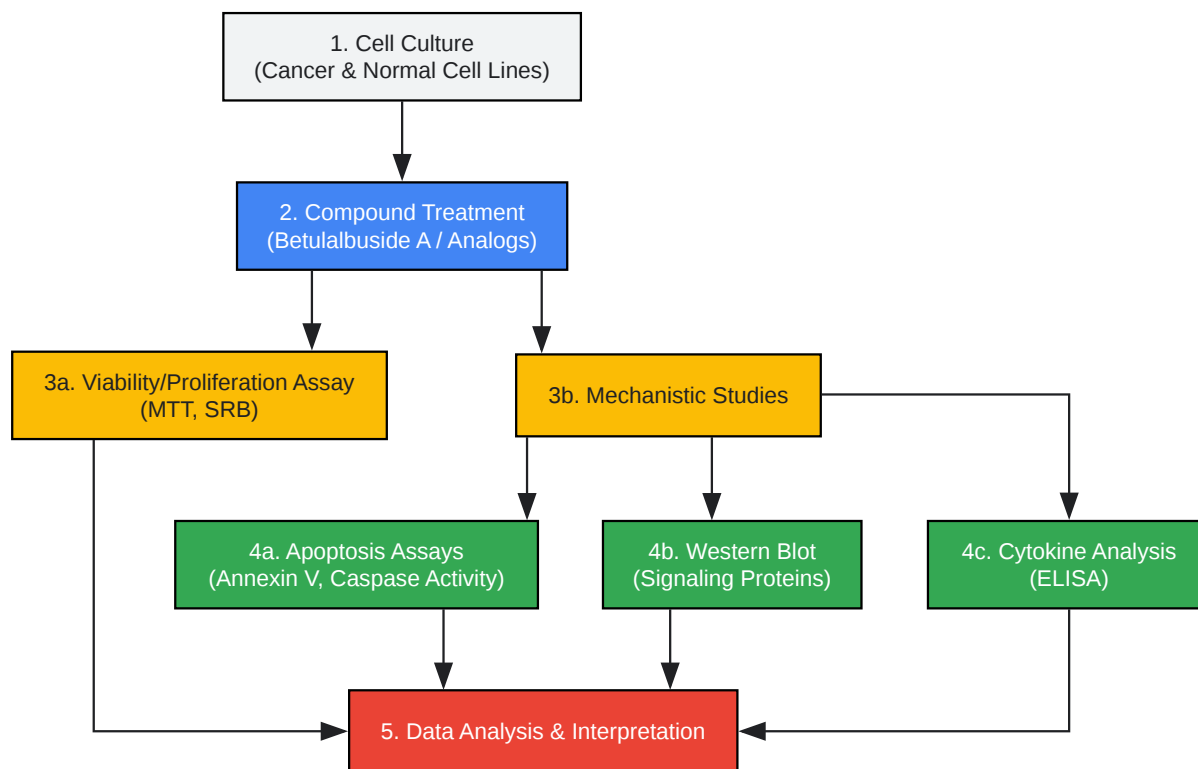 1. Cell Culture
(Cancer & Normal Cell Lines)
2. Compound Treatment
(Betulalbuside A / Analogs)
3a. Viability/Proliferation Assay
(MTT, SRB)
3b. Mechanistic Studies
4a. Apoptosis Assays
(Annexin V, Caspase Activity)
4b. Western Blot
(Signaling Proteins)
4c. Cytokine Analysis
(ELISA)
5. Data Analysis & Interpretation